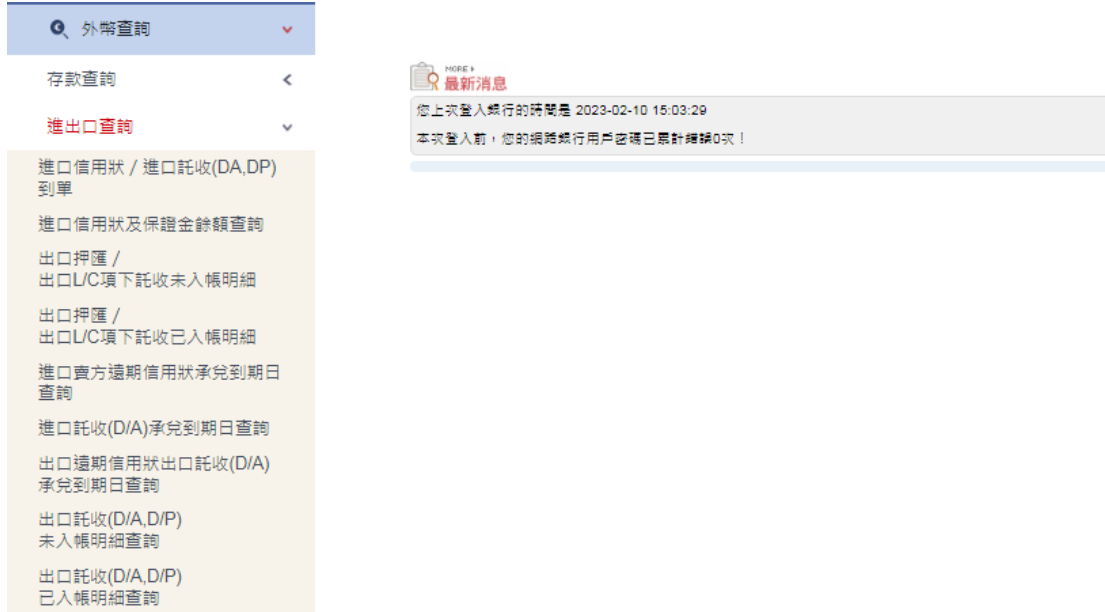 外幣查詢
存款查詢
進出口查詢
進口信用狀 / 進口託收(DA,DP)
到單
進口信用狀及保證金餘額查詢
出口押匯 /
出口L/C項下託收未入帳明細
出口押匯 /
出口L/C項下託收已入帳明細
進口賣方遠期信用狀承兌到期日
查詢
進口託收(D/A)承兌到期日查詢
出口遠期信用狀出口託收(D/A)
承兌到期日查詢
出口託收(D/A,D/P)
未入帳明細查詢
出口託收(D/A,D/P)
已入帳明細查詢
MORE
最新消息
您上次登入銀行的時間是 2023-02-10 15:03:29
本次登入前，您的網路銀行用戶密碼已累計錯誤0次！